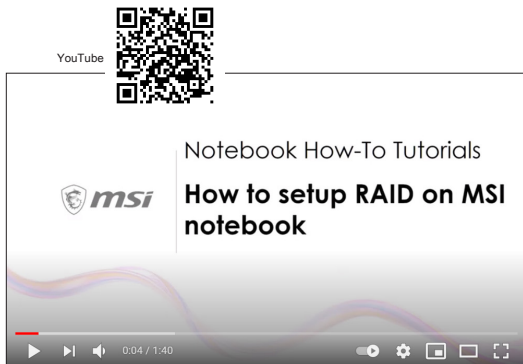 YouTube
Notebook How-To Tutorials
msi
How to setup RAID on MSI
notebook
0:04 / 1:40